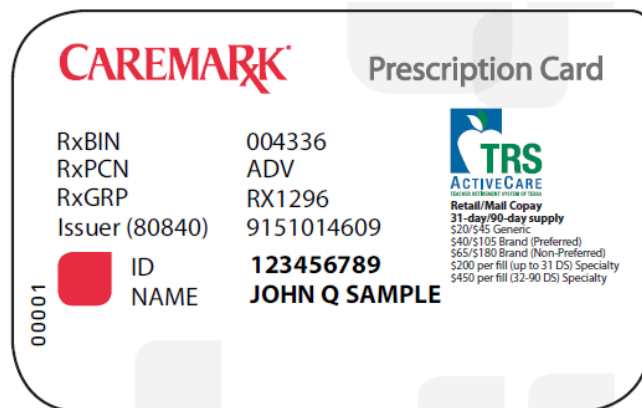 CAREMARK
Prescription Card
RxBIN 004336
RxPCN ADV
RxGRP RX1296
Issuer (80840) 9151014609
ID 123456789
NAME JOHN Q SAMPLE
00001
TRS
ACTIVECARE
TEACHER RETIREMENT SYSTEM OF TEXAS
Retail/Mail Copay
31-day/90-day supply
$20/$45 Generic
$40/$105 Brand (Preferred)
$65/$180 Brand (Non-Preferred)
$200 per fill (up to 31 DS) Specialty
$450 per fill (32-90 DS) Specialty